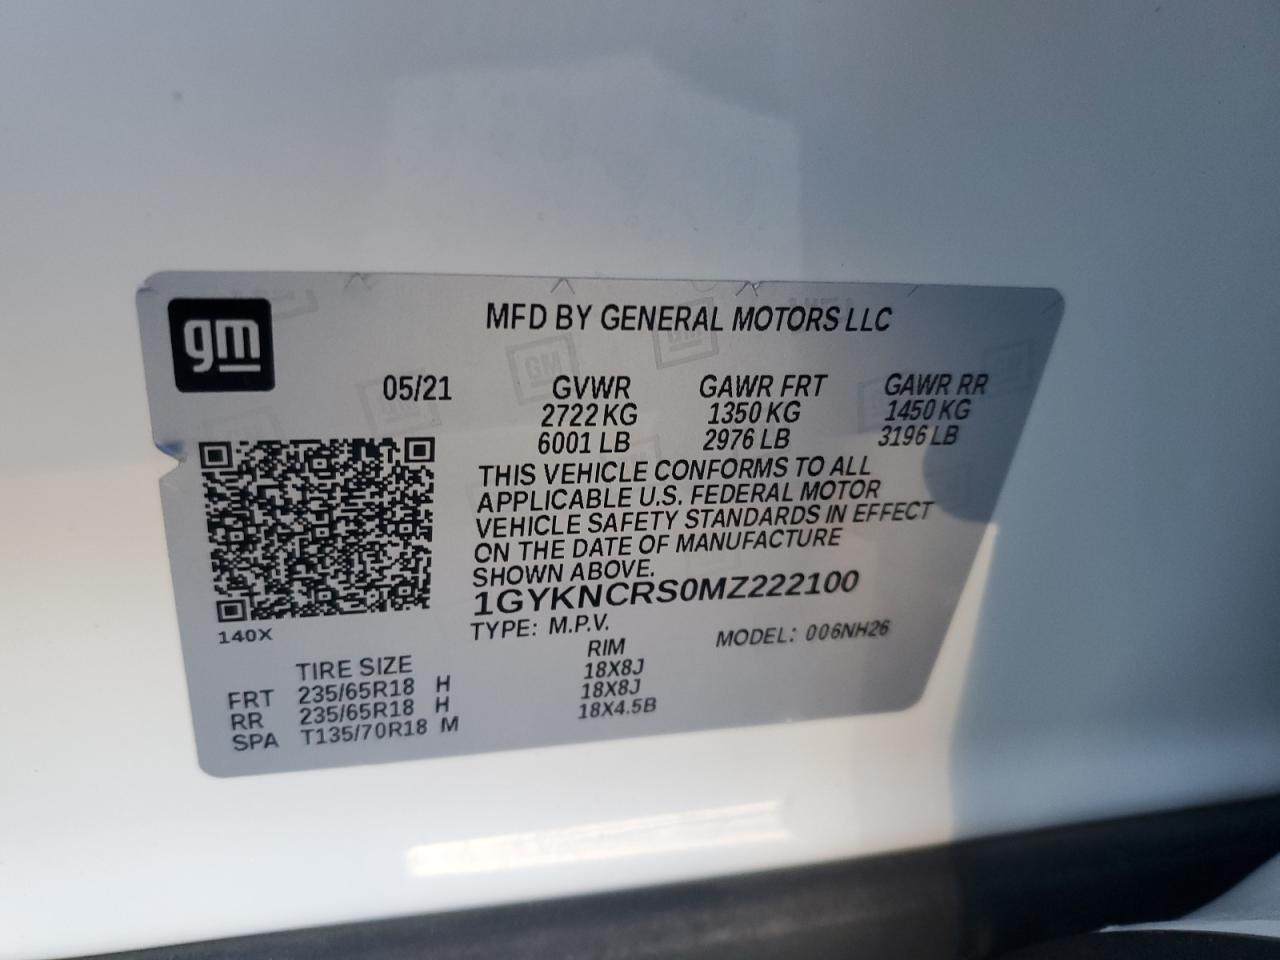 gm
MFD BY GENERAL MOTORS LLC
05/21 GVWR GAWR FRT GAWR RR
2722 KG 1350 KG 1450 KG
6001 LB 2976 LB 3196 LB
THIS VEHICLE CONFORMS TO ALL
APPLICABLE U.S. FEDERAL MOTOR
VEHICLE SAFETY STANDARDS IN EFFECT
ON THE DATE OF MANUFACTURE
SHOWN ABOVE.
1GYKNCRS0MZ222100
140X
TYPE: M.P.V. MODEL: 006NH26
TIRE SIZE RIM
FRT 235/65R18 H 18X8J
RR 235/65R18 H 18X8J
SPA T135/70R18 M 18X4.5B